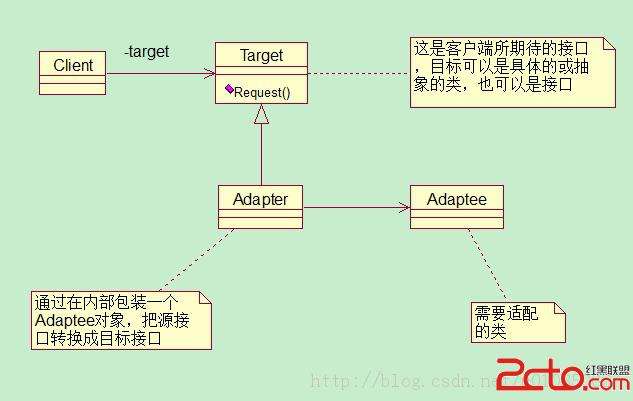 -target
Client
Target
Request()
这是客户端所期待的接口
，目标可以是具体的或抽
象的类，也可以是接口
Adapter
Adaptee
通过在内部包装一个
Adaptee对象，把源接
口转换成目标接口
需要适配
的类
http://blog.csdn.net/
2cto.com
红黑联盟